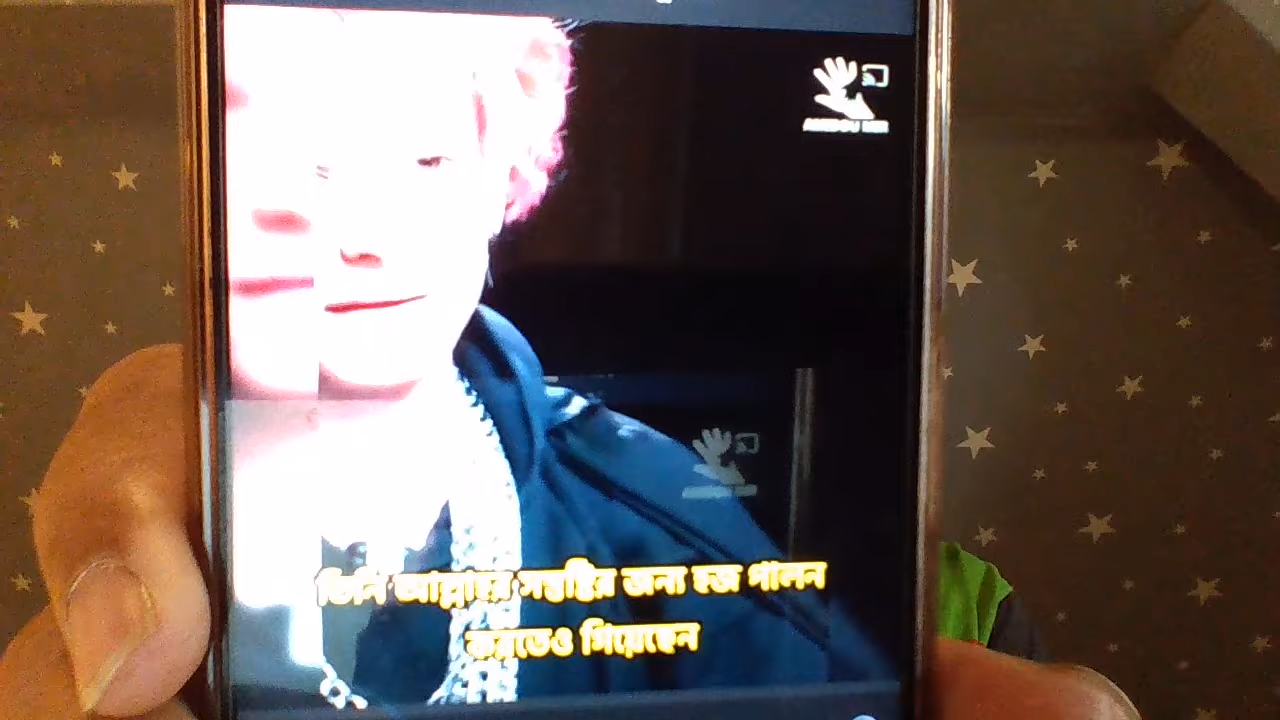 তিনি আল্লাহর সন্তুষ্টির জন্য হজ পালন
করতেও গিয়েছেন